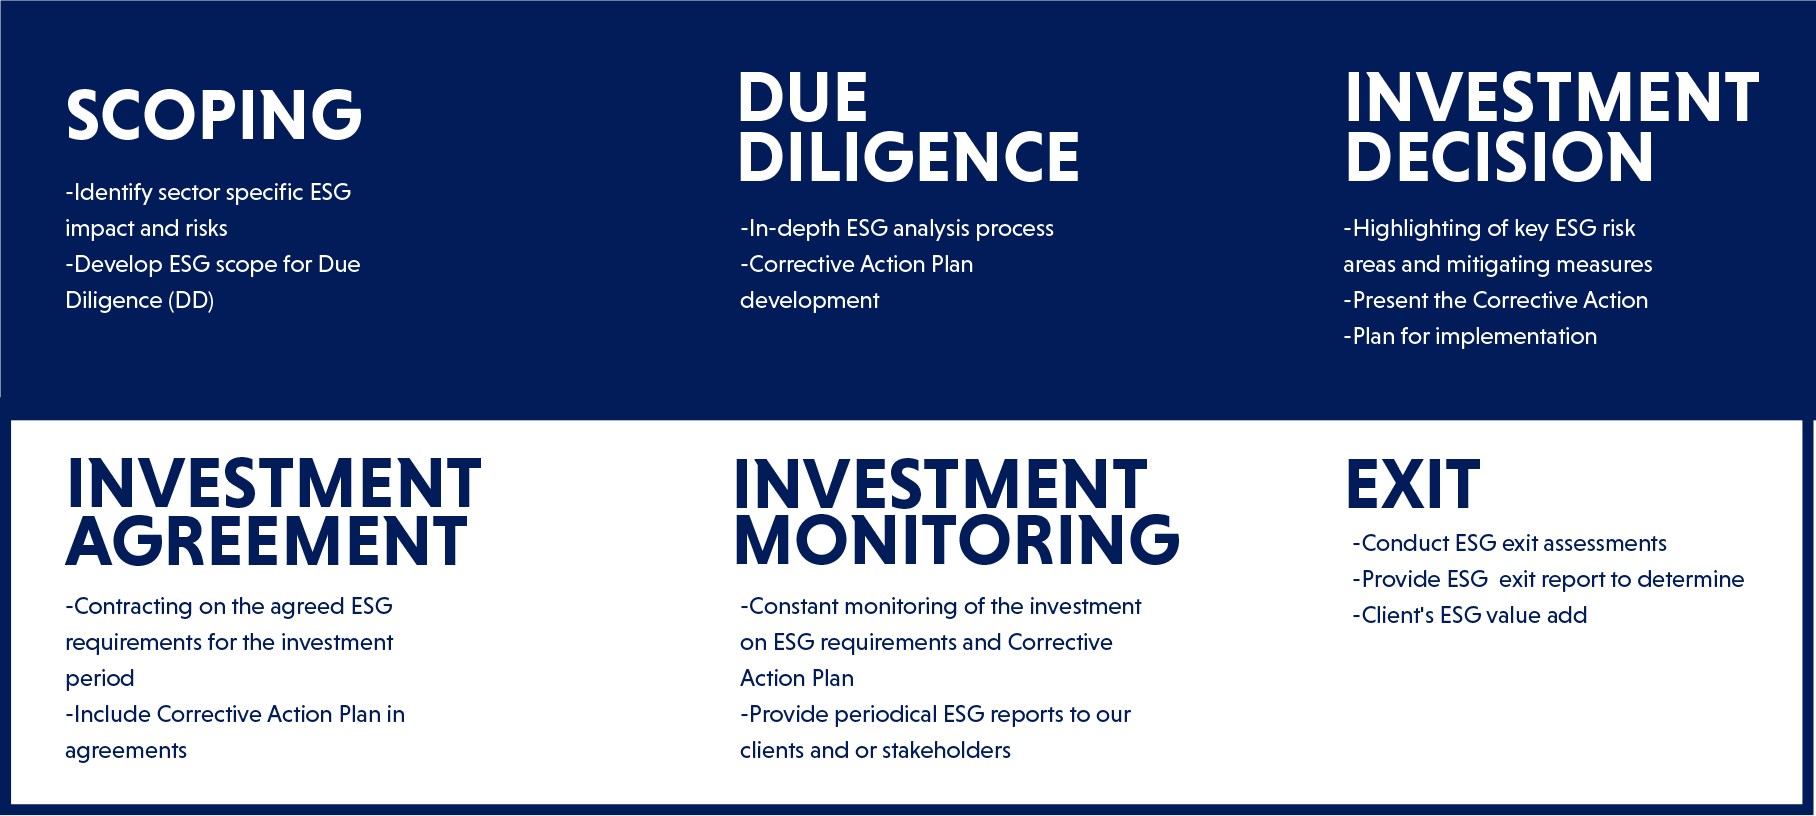 SCOPING
-Identify sector specific ESG
impact and risks
-Develop ESG scope for Due
Diligence (DD)
DUE
DILIGENCE
-In-depth ESG analysis process
-Corrective Action Plan
development
INVESTMENT
DECISION
-Highlighting of key ESG risk
areas and mitigating measures
-Present the Corrective Action
-Plan for implementation
INVESTMENT
AGREEMENT
-Contracting on the agreed ESG
requirements for the investment
period
-Include Corrective Action Plan in
agreements
INVESTMENT
MONITORING
-Constant monitoring of the investment
on ESG requirements and Corrective
Action Plan
-Provide periodical ESG reports to our
clients and or stakeholders
EXIT
-Conduct ESG exit assessments
-Provide ESG  exit report to determine
-Client's ESG value add